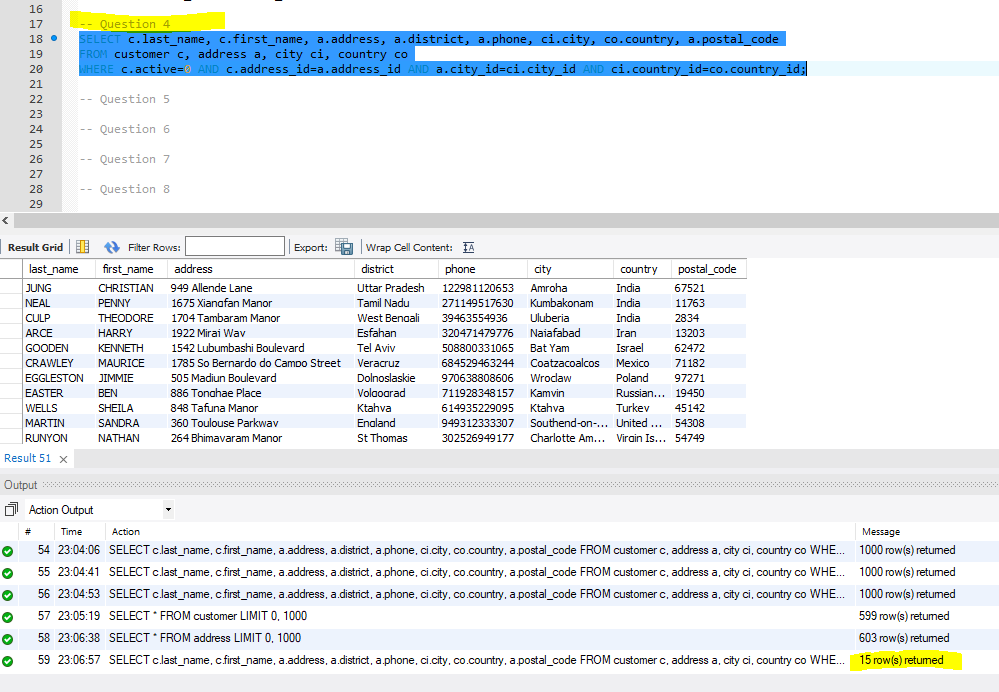 16
17 -- Question 4
18 SELECT c.last_name, c.first_name, a.address, a.district, a.phone, ci.city, co.country, a.postal_code
19 FROM customer c, address a, city ci, country co
20 WHERE c.active=0 AND c.address_id=a.address_id AND a.city_id=ci.city_id AND ci.country_id=co.country_id;
21
22 -- Question 5
23
24 -- Question 6
25
26 -- Question 7
27
28 -- Question 8
29
Result Grid Filter Rows: Export: Wrap Cell Content:
last_name first_name address district phone city country postal_code
JUNG CHRISTIAN 949 Allende Lane Uttar Pradesh 122981120653 Amroha India 67521
NEAL PENNY 1675 Xiangfan Manor Tamil Nadu 271149517630 Kumbakonam India 11763
CULP THEODORE 1704 Tambaram Manor West Bengali 39463554936 Uluberia India 2834
ARCE HARRY 1922 Mirai Way Esfahan 320471479776 Najafabad Iran 13203
GOODEN KENNETH 1542 Lubumbashi Boulevard Tel Aviv 508800331065 Bat Yam Israel 62472
CRAWLEY MAURICE 1785 So Bernardo do Campo Street Veracruz 684529463244 Coatzacoalcos Mexico 71182
EGGLESTON JIMMIE 505 Madiun Boulevard Dolnoslaskie 970638808606 Wroclaw Poland 97271
EASTER BEN 886 Tonghae Place Volgograd 711928348157 Kamyin Russian... 19450
WELLS SHEILA 848 Tafuna Manor Ktahya 614935229095 Ktahya Turkey 45142
MARTIN SANDRA 360 Toulouse Parkway England 949312333307 Southend-on-... United ... 54308
RUNYON NATHAN 264 Bhimavaram Manor St Thomas 302526949177 Charlotte Am... Virgin Is... 54749
Result 51
Output
Action Output
# Time Action Message
54 23:04:06 SELECT c.last_name, c.first_name, a.address, a.district, a.phone, ci.city, co.country, a.postal_code FROM customer c, address a, city ci, country co WHE... 1000 row(s) returned
55 23:04:41 SELECT c.last_name, c.first_name, a.address, a.district, a.phone, ci.city, co.country, a.postal_code FROM customer c, address a, city ci, country co WHE... 1000 row(s) returned
56 23:04:53 SELECT c.last_name, c.first_name, a.address, a.district, a.phone, ci.city, co.country, a.postal_code FROM customer c, address a, city ci, country co WHE... 1000 row(s) returned
57 23:05:19 SELECT * FROM customer LIMIT 0, 1000 599 row(s) returned
58 23:06:38 SELECT * FROM address LIMIT 0, 1000 603 row(s) returned
59 23:06:57 SELECT c.last_name, c.first_name, a.address, a.district, a.phone, ci.city, co.country, a.postal_code FROM customer c, address a, city ci, country co WHE... 15 row(s) returned